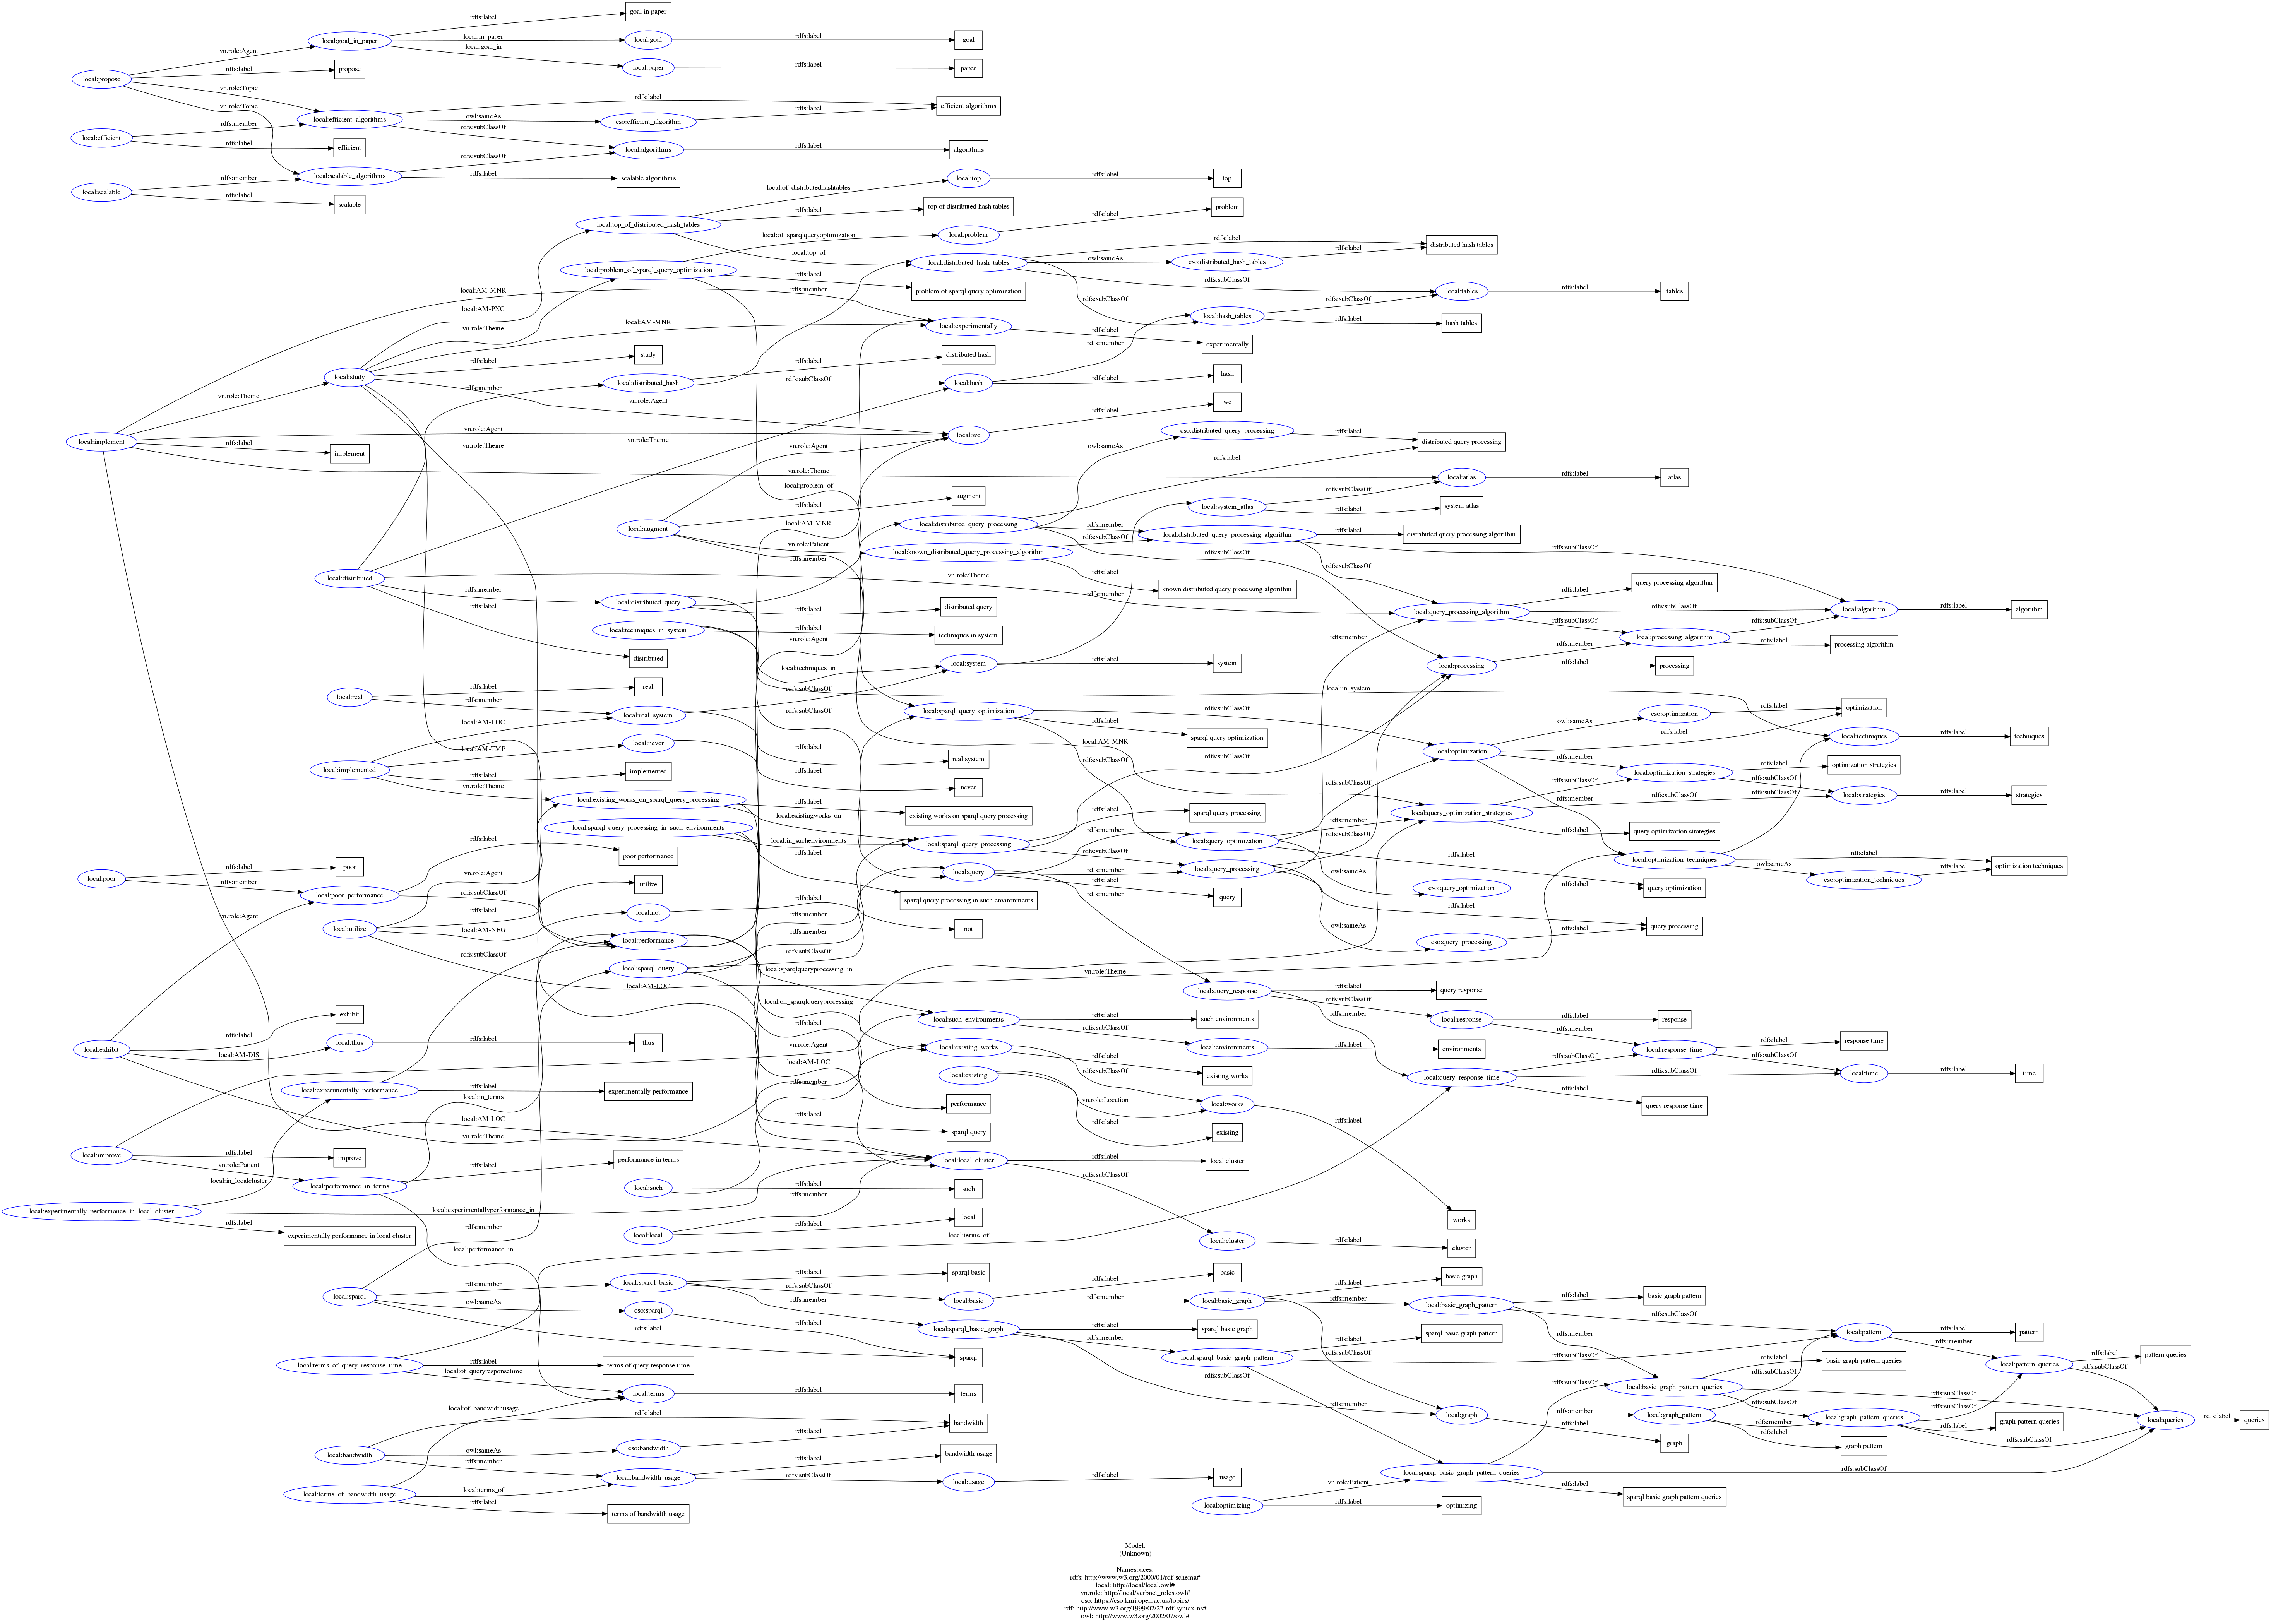 rdfs:label
goal in paper
local:goal_in_paper
local:in_paper
local:goal
rdfs:label
goal
vn.role:Agent
local:goal_in
local:paper
rdfs:label
paper
local:propose
rdfs:label
propose
vn.role:Topic
vn.role:Topic
rdfs:label
efficient algorithms
local:efficient_algorithms
owl:sameAs
cso:efficient_algorithm
rdfs:label
local:efficient
rdfs:member
rdfs:label
efficient
rdfs:subClassOf
local:algorithms
rdfs:label
algorithms
rdfs:subClassOf
local:scalable_algorithms
rdfs:label
scalable algorithms
local:scalable
rdfs:member
rdfs:label
scalable
local:of_distributedhashtables
local:top
rdfs:label
top
local:top_of_distributed_hash_tables
rdfs:label
top of distributed hash tables
local:of_sparqlqueryoptimization
local:problem
rdfs:label
problem
local:top_of
local:distributed_hash_tables
rdfs:label
distributed hash tables
owl:sameAs
cso:distributed_hash_tables
rdfs:label
local:problem_of_sparql_query_optimization
rdfs:label
problem of sparql query optimization
rdfs:subClassOf
local:tables
rdfs:label
tables
local:AM-MNR
rdfs:member
local:AM-PNC
rdfs:subClassOf
rdfs:subClassOf
local:hash_tables
rdfs:label
hash tables
vn.role:Theme
local:AM-MNR
local:experimentally
rdfs:label
experimentally
rdfs:member
rdfs:label
study
local:study
rdfs:label
distributed hash
local:distributed_hash
rdfs:subClassOf
local:hash
rdfs:label
hash
rdfs:member
vn.role:Theme
vn.role:Agent
rdfs:label
we
local:implement
vn.role:Agent
local:we
rdfs:label
implement
vn.role:Theme
vn.role:Theme
vn.role:Agent
owl:sameAs
cso:distributed_query_processing
rdfs:label
distributed query processing
rdfs:label
vn.role:Theme
local:atlas
rdfs:label
atlas
local:problem_of
rdfs:label
augment
local:augment
local:AM-MNR
rdfs:subClassOf
local:system_atlas
rdfs:label
system atlas
local:distributed_query_processing
rdfs:member
local:distributed_query_processing_algorithm
rdfs:label
distributed query processing algorithm
vn.role:Patient
local:known_distributed_query_processing_algorithm
rdfs:subClassOf
rdfs:subClassOf
rdfs:subClassOf
rdfs:member
rdfs:label
known distributed query processing algorithm
local:distributed
vn.role:Theme
rdfs:subClassOf
rdfs:label
query processing algorithm
rdfs:member
local:distributed_query
rdfs:label
distributed query
rdfs:member
local:query_processing_algorithm
rdfs:subClassOf
local:algorithm
rdfs:label
algorithm
rdfs:label
local:techniques_in_system
rdfs:label
techniques in system
vn.role:Agent
rdfs:member
rdfs:subClassOf
local:processing_algorithm
rdfs:subClassOf
rdfs:label
processing algorithm
distributed
local:techniques_in
local:system
rdfs:label
system
local:processing
rdfs:member
rdfs:label
processing
local:real
rdfs:label
real
rdfs:member
local:real_system
rdfs:subClassOf
local:in_system
rdfs:subClassOf
local:sparql_query_optimization
rdfs:subClassOf
rdfs:label
sparql query optimization
owl:sameAs
cso:optimization
rdfs:label
optimization
rdfs:label
local:AM-LOC
local:AM-TMP
local:never
rdfs:label
real system
local:AM-MNR
rdfs:subClassOf
rdfs:subClassOf
local:optimization
local:techniques
rdfs:label
techniques
local:implemented
rdfs:label
implemented
rdfs:label
never
rdfs:member
local:optimization_strategies
rdfs:label
optimization strategies
vn.role:Theme
local:existing_works_on_sparql_query_processing
rdfs:label
existing works on sparql query processing
rdfs:subClassOf
rdfs:subClassOf
rdfs:subClassOf
rdfs:subClassOf
rdfs:subClassOf
local:strategies
rdfs:label
strategies
local:existingworks_on
rdfs:label
sparql query processing
local:query_optimization_strategies
rdfs:member
rdfs:label
query optimization strategies
local:sparql_query_processing_in_such_environments
local:in_suchenvironments
local:sparql_query_processing
rdfs:member
local:query_optimization
rdfs:member
rdfs:subClassOf
rdfs:label
poor performance
rdfs:label
rdfs:subClassOf
rdfs:label
local:optimization_techniques
rdfs:label
optimization techniques
owl:sameAs
cso:optimization_techniques
rdfs:label
rdfs:label
poor
local:poor
rdfs:member
local:poor_performance
vn.role:Agent
utilize
local:query
rdfs:member
local:query_processing
owl:sameAs
cso:query_optimization
rdfs:label
query optimization
rdfs:subClassOf
rdfs:label
sparql query processing in such environments
rdfs:label
query
rdfs:label
local:not
rdfs:label
not
rdfs:label
query processing
vn.role:Agent
local:utilize
local:AM-NEG
rdfs:member
rdfs:member
owl:sameAs
cso:query_processing
rdfs:label
local:performance
rdfs:subClassOf
rdfs:subClassOf
local:sparql_query
local:sparqlqueryprocessing_in
vn.role:Theme
local:AM-LOC
local:query_response
rdfs:label
query response
local:on_sparqlqueryprocessing
rdfs:subClassOf
rdfs:member
rdfs:label
exhibit
local:such_environments
rdfs:label
such environments
local:response
rdfs:label
response
rdfs:label
rdfs:subClassOf
rdfs:member
local:exhibit
rdfs:label
local:AM-DIS
local:thus
rdfs:label
thus
vn.role:Agent
local:existing_works
local:environments
rdfs:label
environments
local:response_time
rdfs:label
response time
local:AM-LOC
rdfs:label
rdfs:subClassOf
existing works
rdfs:subClassOf
rdfs:subClassOf
rdfs:member
local:existing
local:query_response_time
rdfs:subClassOf
local:time
rdfs:label
time
local:experimentally_performance
rdfs:label
experimentally performance
local:in_terms
performance
vn.role:Location
local:works
rdfs:label
query response time
local:AM-LOC
rdfs:label
rdfs:label
rdfs:label
sparql query
existing
vn.role:Theme
local:improve
rdfs:label
improve
vn.role:Patient
rdfs:label
performance in terms
local:local_cluster
rdfs:label
local cluster
local:in_localcluster
local:performance_in_terms
rdfs:subClassOf
local:such
rdfs:label
such
rdfs:member
local:experimentally_performance_in_local_cluster
local:experimentallyperformance_in
rdfs:label
experimentally performance in local cluster
rdfs:member
local:local
rdfs:label
local
local:terms_of
works
local:cluster
rdfs:label
cluster
local:performance_in
rdfs:label
sparql basic
rdfs:label
basic
rdfs:label
basic graph
local:sparql
rdfs:member
local:sparql_basic
rdfs:subClassOf
rdfs:member
local:basic
rdfs:member
local:basic_graph
rdfs:member
local:basic_graph_pattern
rdfs:label
basic graph pattern
owl:sameAs
cso:sparql
rdfs:label
rdfs:label
sparql
local:sparql_basic_graph
rdfs:label
sparql basic graph
rdfs:member
rdfs:label
sparql basic graph pattern
rdfs:subClassOf
rdfs:member
local:pattern
rdfs:label
pattern
rdfs:member
local:terms_of_query_response_time
rdfs:label
terms of query response time
local:sparql_basic_graph_pattern
rdfs:subClassOf
rdfs:subClassOf
rdfs:subClassOf
rdfs:label
basic graph pattern queries
local:pattern_queries
rdfs:label
pattern queries
rdfs:subClassOf
local:of_queryresponsetime
local:terms
rdfs:label
terms
rdfs:subClassOf
local:basic_graph_pattern_queries
rdfs:subClassOf
rdfs:subClassOf
rdfs:subClassOf
rdfs:subClassOf
local:of_bandwidthusage
rdfs:label
bandwidth
rdfs:member
local:graph
rdfs:member
rdfs:label
graph
local:graph_pattern
rdfs:member
rdfs:label
graph pattern
local:graph_pattern_queries
rdfs:label
graph pattern queries
rdfs:subClassOf
local:queries
rdfs:label
queries
local:bandwidth
owl:sameAs
cso:bandwidth
rdfs:label
rdfs:member
local:bandwidth_usage
rdfs:label
bandwidth usage
rdfs:subClassOf
local:usage
rdfs:label
usage
local:terms_of_bandwidth_usage
local:terms_of
rdfs:label
terms of bandwidth usage
local:sparql_basic_graph_pattern_queries
rdfs:subClassOf
rdfs:label
sparql basic graph pattern queries
local:optimizing
vn.role:Patient
rdfs:label
optimizing
Model:
(Unknown)
Namespaces:
rdfs: http://www.w3.org/2000/01/rdf-schema#
local: http://local/local.owl#
vn.role: http://local/verbnet_roles.owl#
cso: https://cso.kmi.open.ac.uk/topics/
rdf: http://www.w3.org/1999/02/22-rdf-syntax-ns#
owl: http://www.w3.org/2002/07/owl#